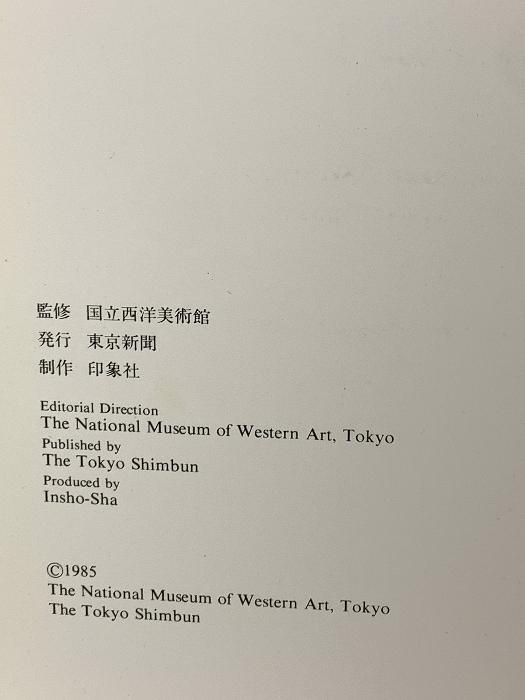 監修 国立西洋美術館
発行 東京新聞
制作 印象社
Editorial Direction
The National Museum of Western Art, Tokyo
Published by
The Tokyo Shimbun
Produced by
Insho-Sha
©1985
The National Museum of Western Art, Tokyo
The Tokyo Shimbun